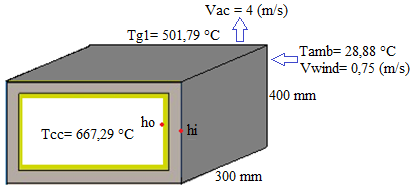 Vac = 4 (m/s)
Tg1= 501,79 °C
Tamb= 28,88 °C
Vwind= 0,75 (m/s)
400 mm
ho
hi
Tcc= 667,29 °C
300 mm